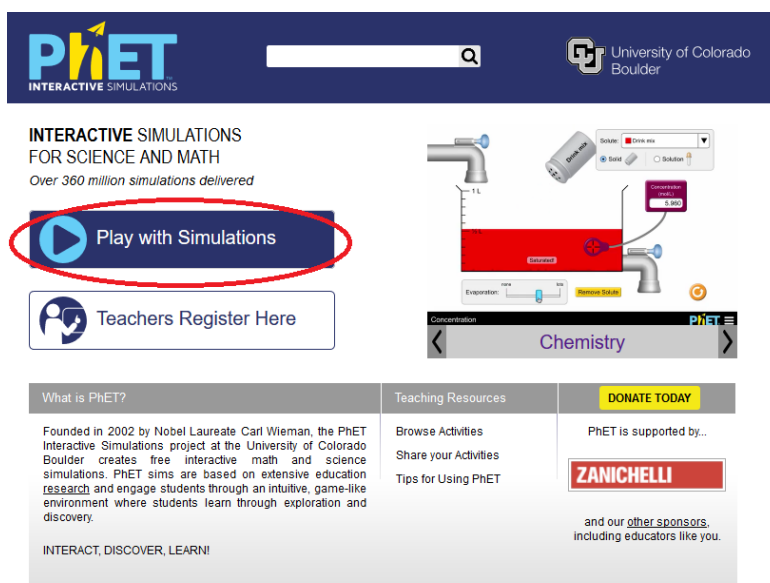 PhET
INTERACTIVE SIMULATIONS
University of Colorado
Boulder
INTERACTIVE SIMULATIONS
FOR SCIENCE AND MATH
Over 360 million simulations delivered
Play with Simulations
Teachers Register Here
Drink mix
Solute: Drink mix
Solid Solution
1 L
Concentration
(mol/L)
5.960
Saturated!
Evaporation: none lots
Remove Solute
Concentration PhET
Chemistry
What is PhET?
Founded in 2002 by Nobel Laureate Carl Wieman, the PhET
Interactive Simulations project at the University of Colorado
Boulder creates free interactive math and science
simulations. PhET sims are based on extensive education
research and engage students through an intuitive, game-like
environment where students learn through exploration and
discovery.
INTERACT, DISCOVER, LEARN!
Teaching Resources
Browse Activities
Share your Activities
Tips for Using PhET
DONATE TODAY
PhET is supported by...
ZANICHELLI
and our other sponsors,
including educators like you.